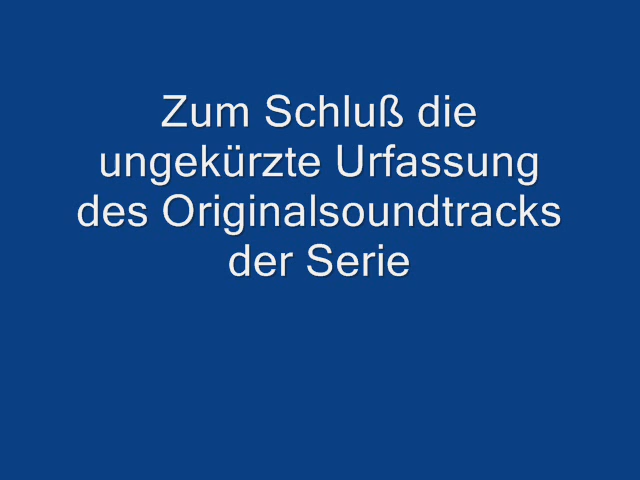 Zum Schluß die
ungekürzte Urfassung
des Originalsoundtracks
der Serie